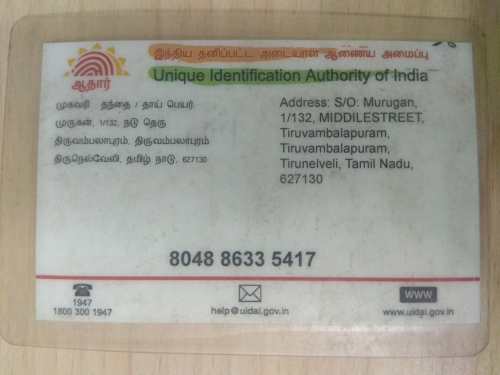 இந்திய தனிப்பட்ட அடையாள ஆணைய அமைப்பு
Unique Identification Authority of India
ஆதார்
முகவரி தந்தை / தாய் பெயர்
முருகன், 1/132, நடு தெரு
திருவம்பலாபுரம், திருவம்பலாபுரம்
திருநெல்வேலி, தமிழ் நாடு, 627130
Address: S/O: Murugan,
1/132, MIDDILESTREET,
Tiruvambalapuram,
Tiruvambalapuram,
Tirunelveli, Tamil Nadu,
627130
8048 8633 5417
1947
1800 300 1947
help@uidai.gov.in
www
www.uidai.gov.in